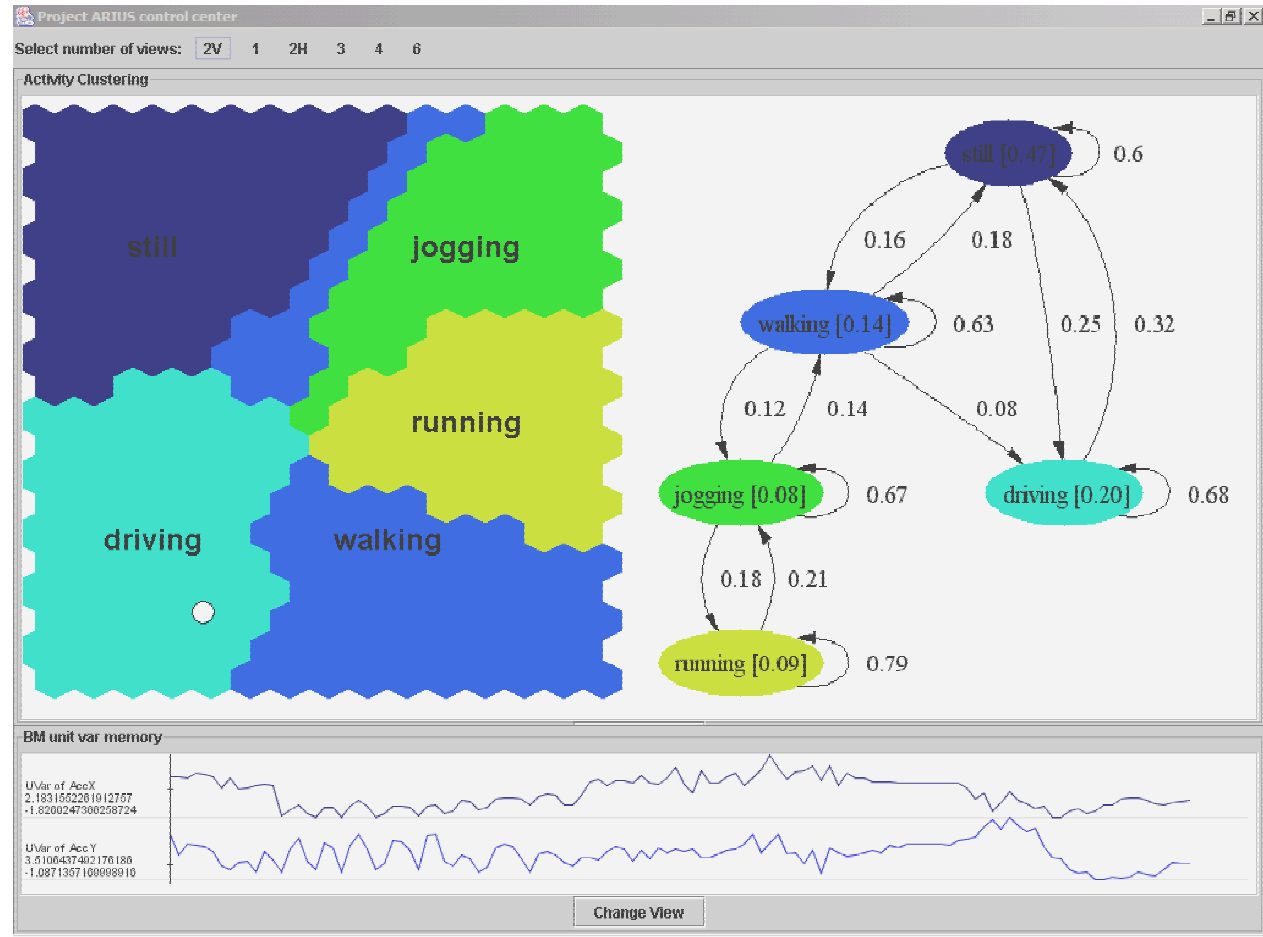 Project ARIUS control center
Select number of views: 2V 1 2H 3 4 6
Activity Clustering
still
jogging
running
driving
walking
still [0.47]
0.6
0.16
0.18
walking [0.14]
0.63
0.25
0.32
0.12
0.14
0.08
jogging [0.08]
0.67
driving [0.20]
0.68
0.18
0.21
running [0.09]
0.79
BM unit var memory
UVar of AccX
2.1831552261912757
-1.8200247300258724
UVar of AccY
3.5106437492176186
-1.0871357169998916
Change View